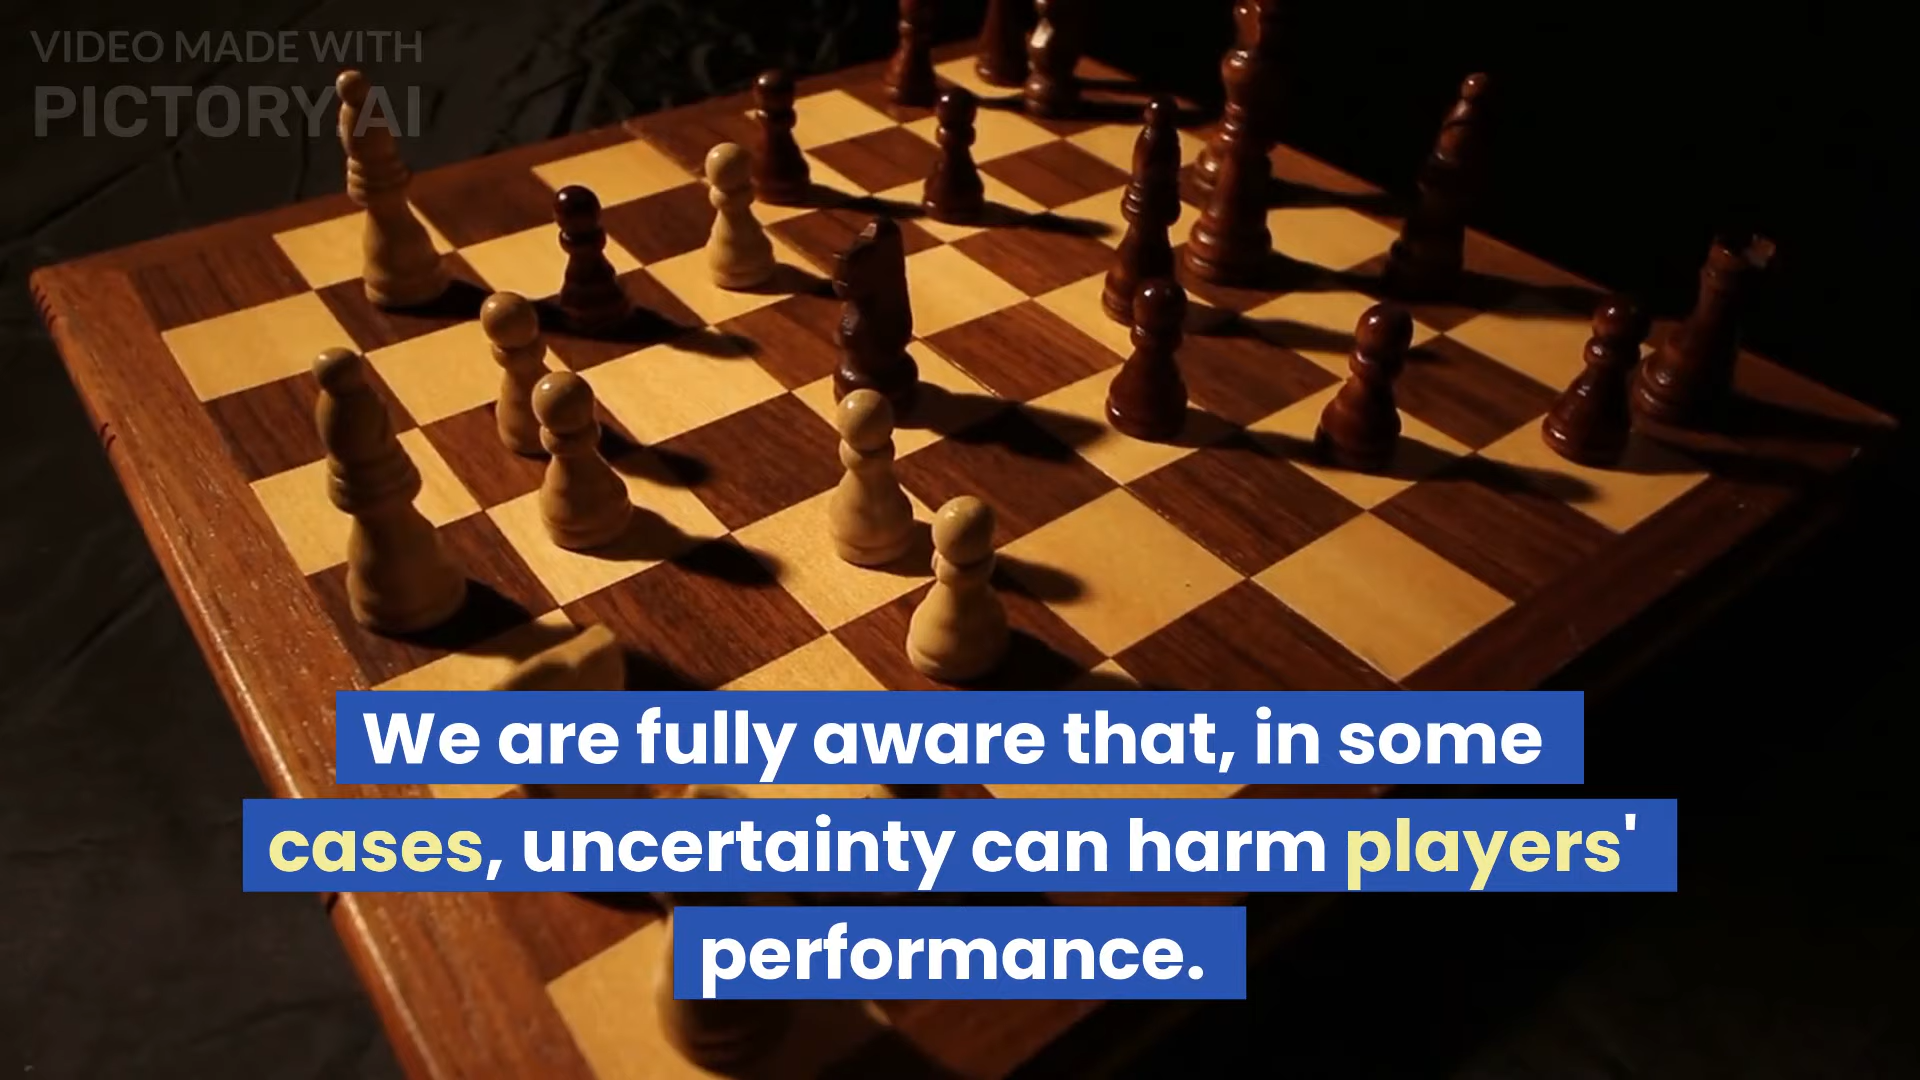 VIDEO MADE WITH
PICTORY.AI
We are fully aware that, in some
cases, uncertainty can harm players'
performance.